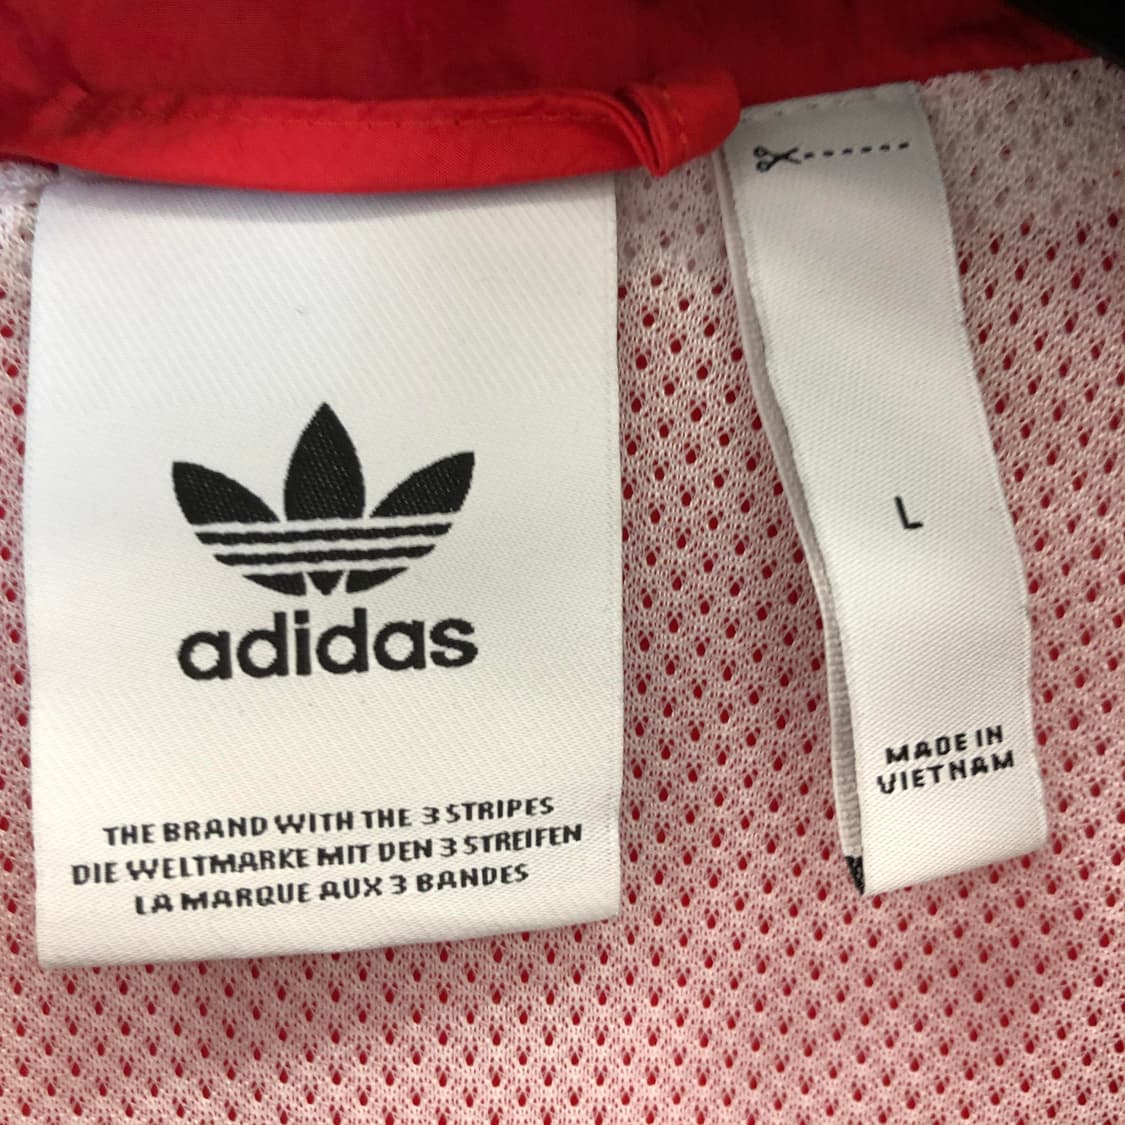 adidas
THE BRAND WITH THE 3 STRIPES
DIE WELTMARKE MIT DEN 3 STREIFEN
LA MARQUE AUX 3 BANDES
L
MADE IN
VIETNAM